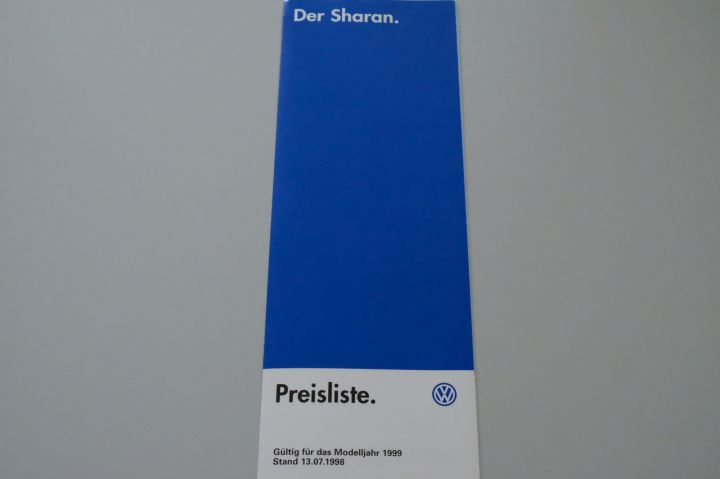 Der Sharan.
Preisliste.
Gültig für das Modelljahr 1999
Stand 13.07.1998